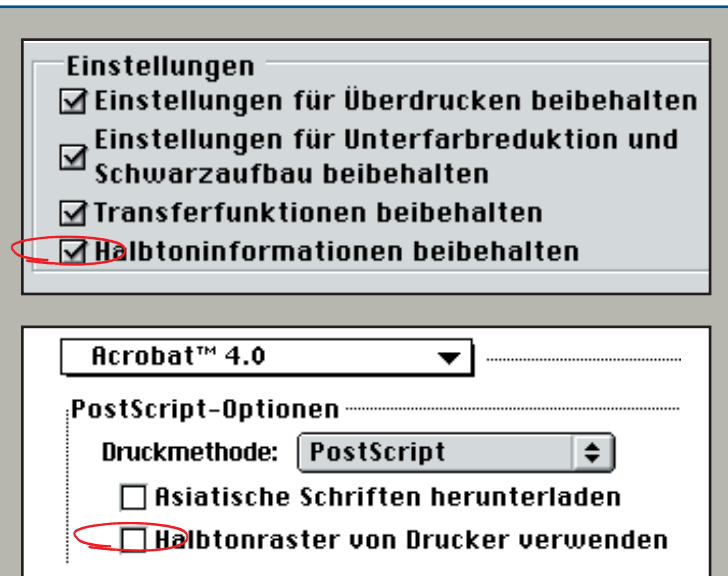 Einstellungen
Einstellungen für Überdrucken beibehalten
Einstellungen für Unterfarbreduktion und
Schwarzaufbau beibehalten
Transferfunktionen beibehalten
Halbtoninformationen beibehalten
Acrobat™ 4.0
PostScript-Optionen
Druckmethode: PostScript
Asiatische Schriften herunterladen
Halbtonraster von Drucker verwenden